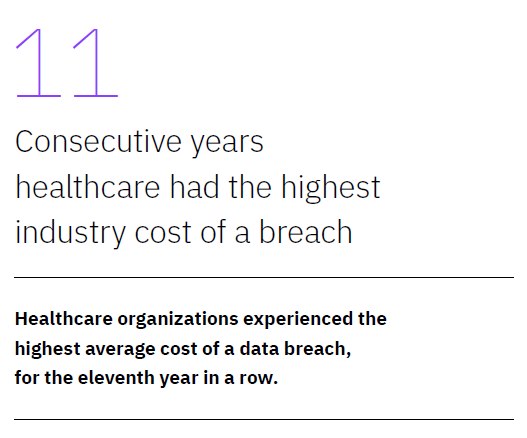 11
Consecutive years
healthcare had the highest
industry cost of a breach
Healthcare organizations experienced the
highest average cost of a data breach,
for the eleventh year in a row.